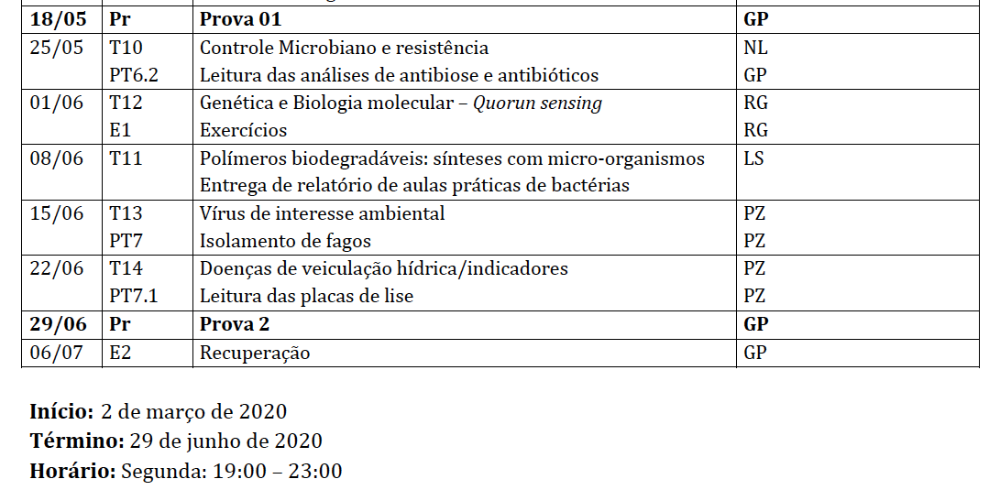 18/05 Pr Prova 01 GP
25/05 T10 Controle Microbiano e resistência NL
PT6.2 Leitura das análises de antibiose e antibióticos GP
01/06 T12 Genética e Biologia molecular – Quorun sensing RG
E1 Exercícios RG
08/06 T11 Polímeros biodegradáveis: sínteses com micro-organismos LS
Entrega de relatório de aulas práticas de bactérias
15/06 T13 Vírus de interesse ambiental PZ
PT7 Isolamento de fagos PZ
22/06 T14 Doenças de veiculação hídrica/indicadores PZ
PT7.1 Leitura das placas de lise PZ
29/06 Pr Prova 2 GP
06/07 E2 Recuperação GP
Início: 2 de março de 2020
Término: 29 de junho de 2020
Horário: Segunda: 19:00 – 23:00